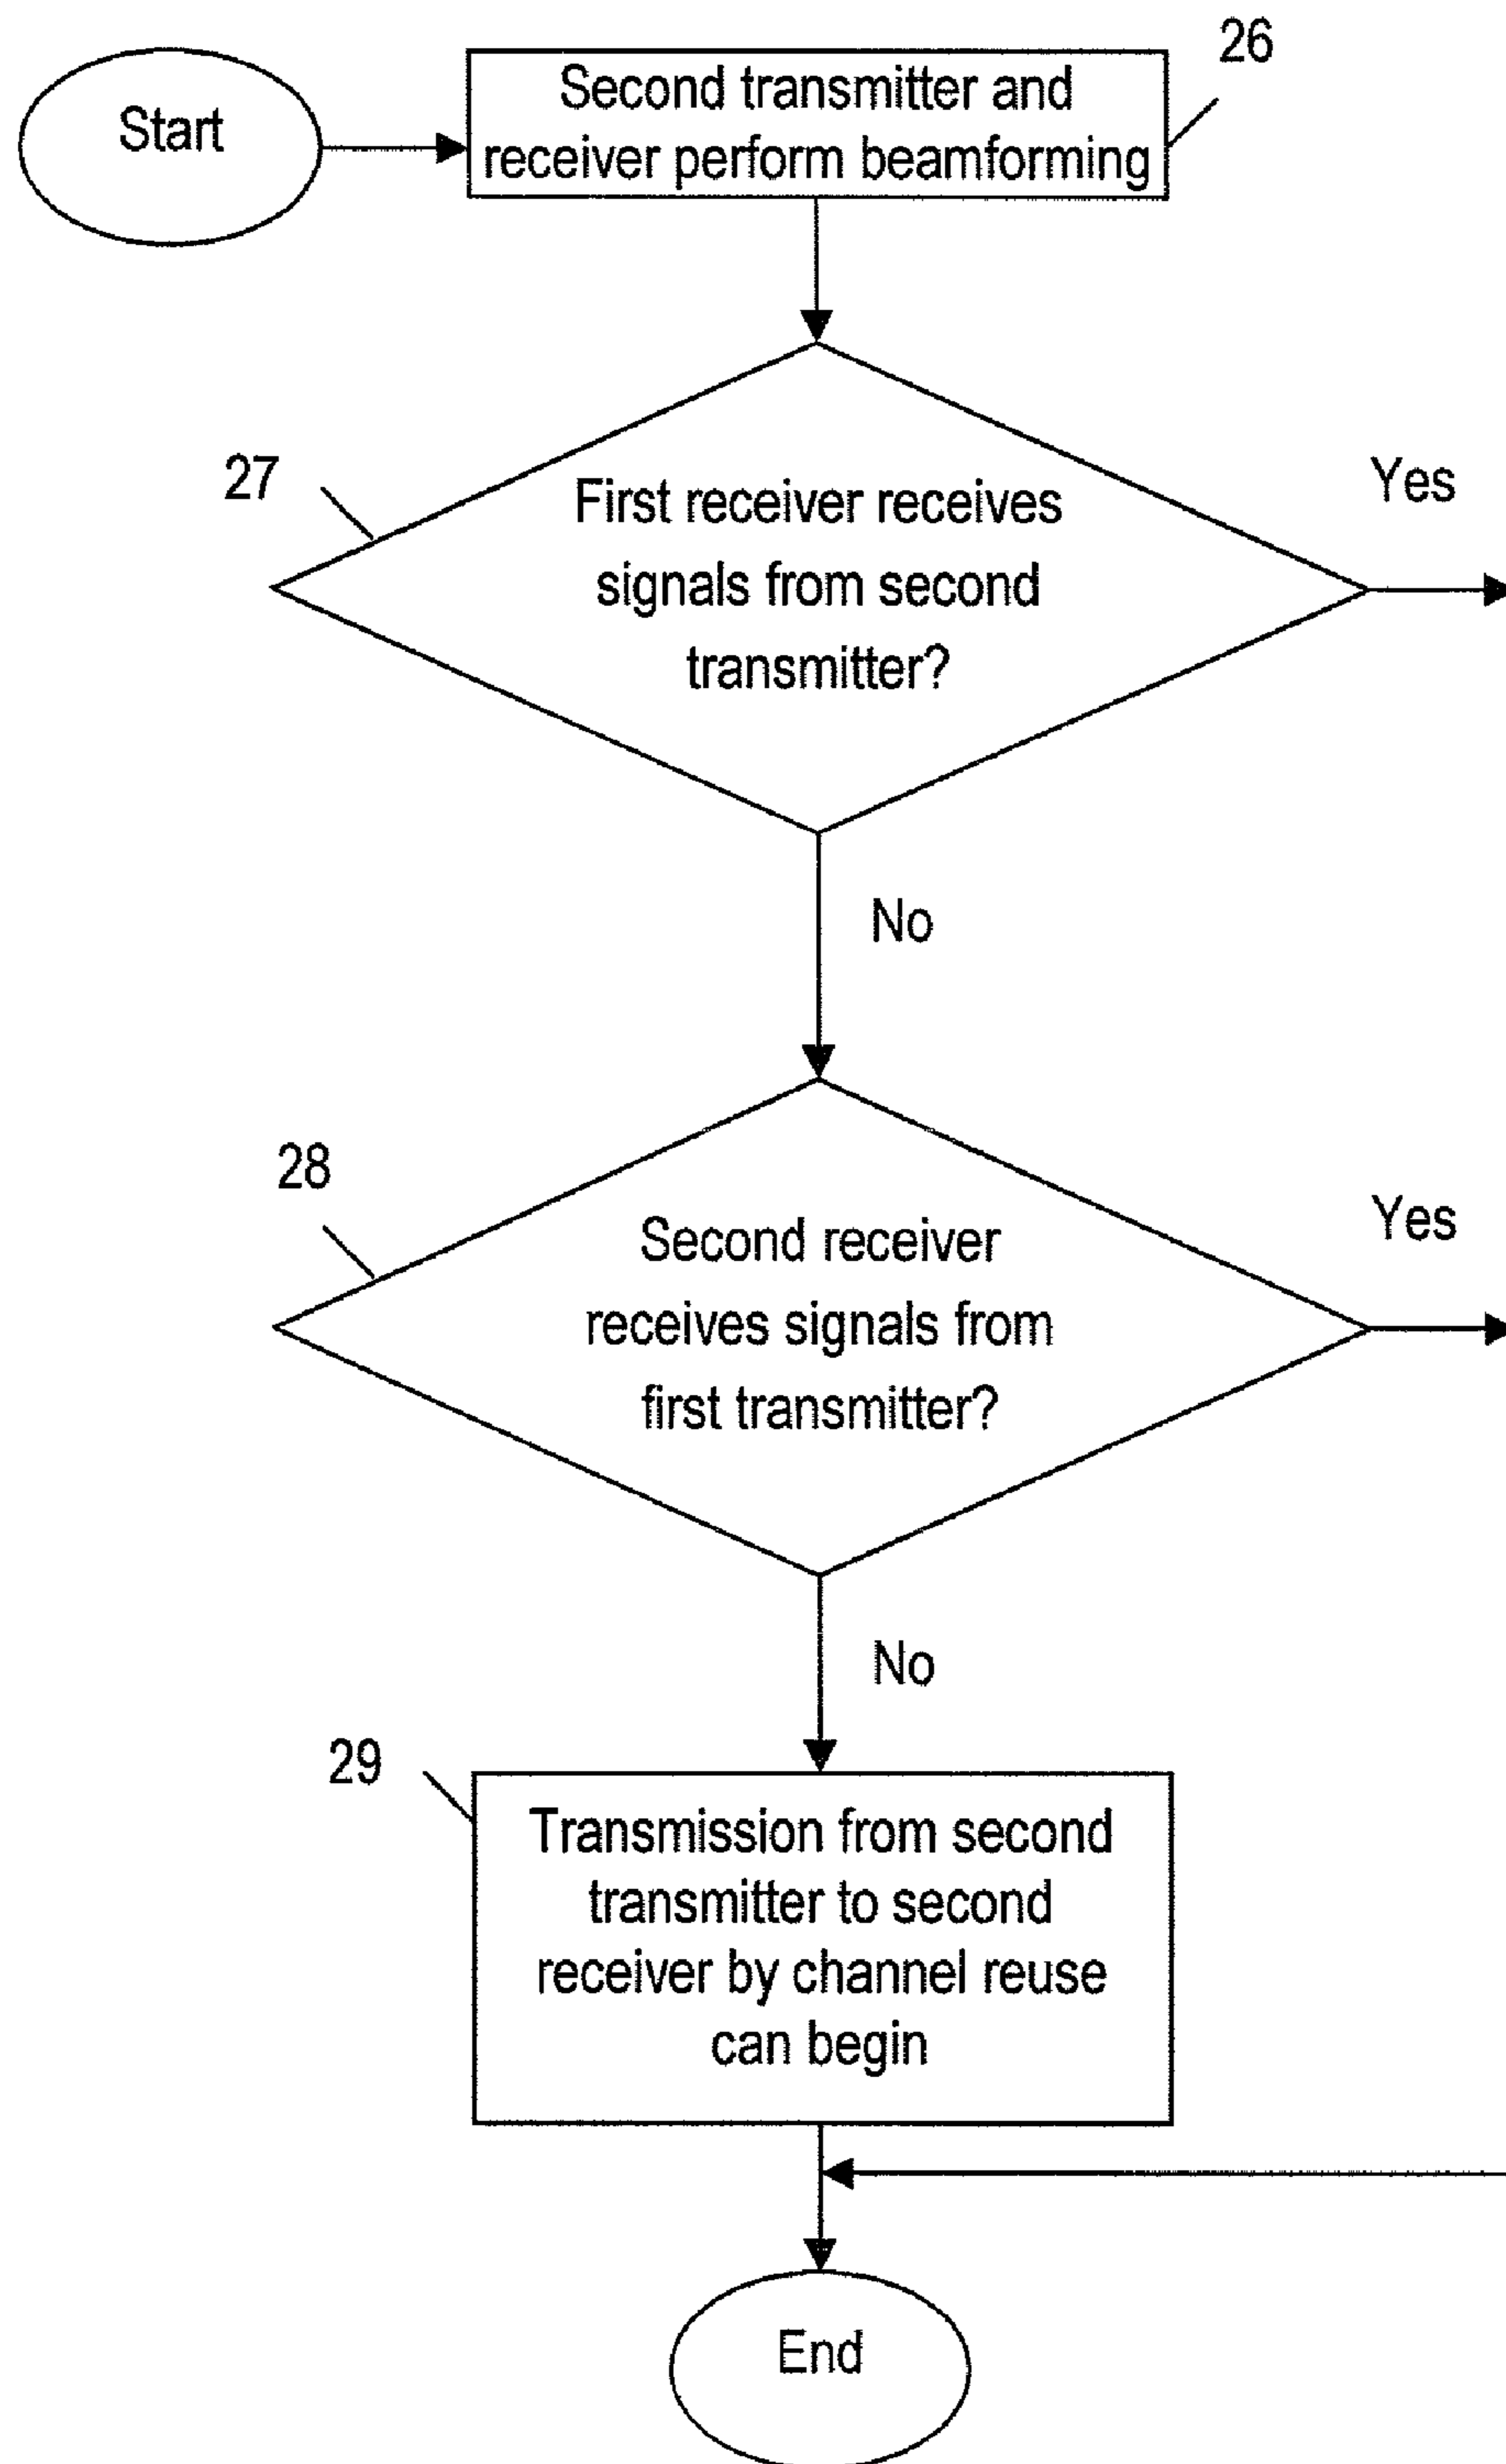 Start
26
Second transmitter and
receiver perform beamforming
27
First receiver receives
signals from second
transmitter?
Yes
No
28
Second receiver
receives signals from
first transmitter?
Yes
No
29
Transmission from second
transmitter to second
receiver by channel reuse
can begin
End